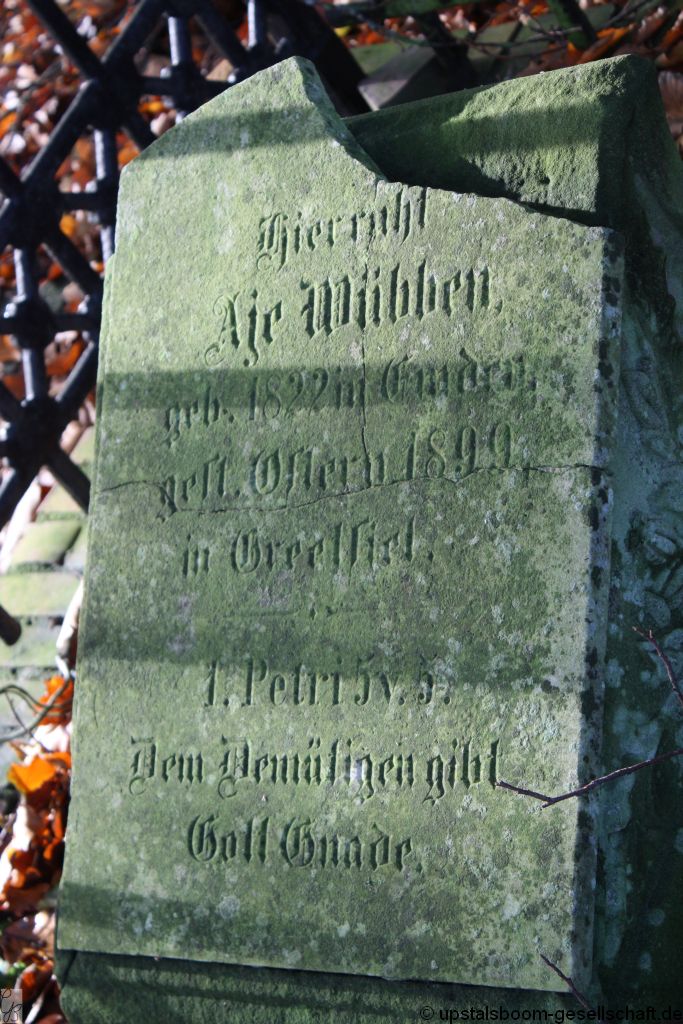 Hier ruht
Aje Wübben,
geb. 1822 in Emden,
gest. Ostern 1899,
in Greetsiel.
1. Petri 5 v. 5.
Dem Demütigen gibt
Gott Gnade.
© upstalsboom-gesellschaft.de